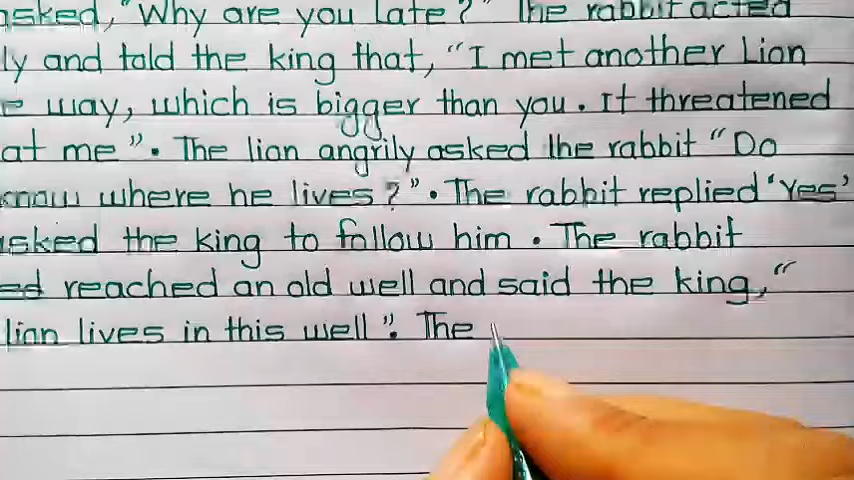 asked, "Why are you late?" The rabbit acted
ly and told the king that, "I met another Lion
way, which is bigger than you. It threatened
at me". The lion angrily asked the rabbit "Do
know where he lives?". The rabbit replied 'Yes'
asked the king to follow him. The rabbit
ed reached an old well and said the king, "
lion lives in this well". The